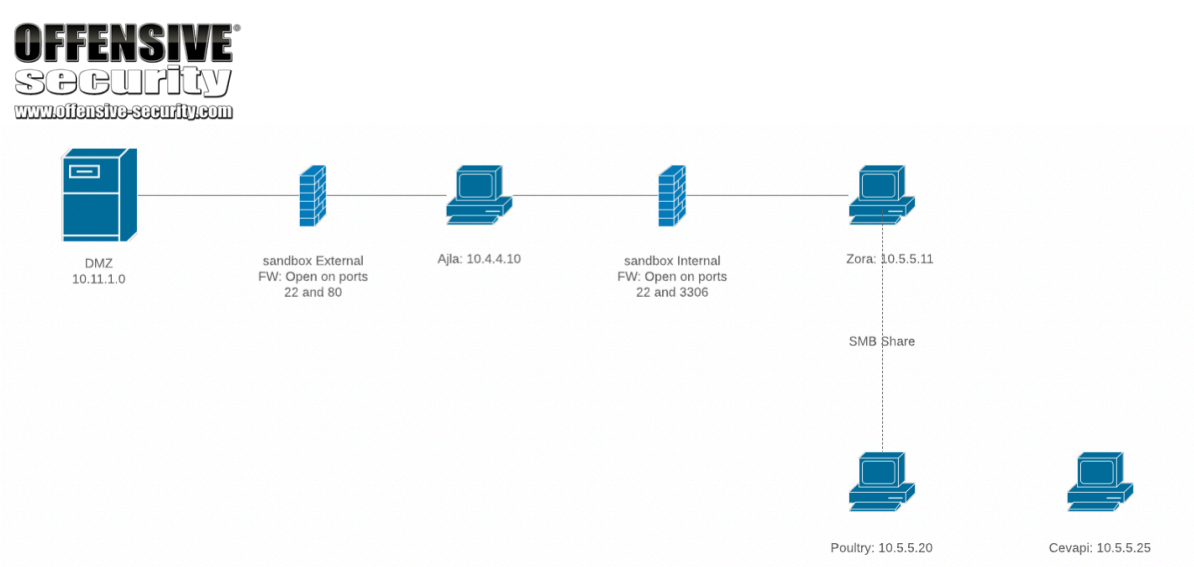 OFFENSIVE®
security
www.offensive-security.com
DMZ
10.11.1.0
sandbox External
FW: Open on ports
22 and 80
Ajla: 10.4.4.10
sandbox Internal
FW: Open on ports
22 and 3306
Zora: 10.5.5.11
SMB Share
Poultry: 10.5.5.20
Cevapi: 10.5.5.25